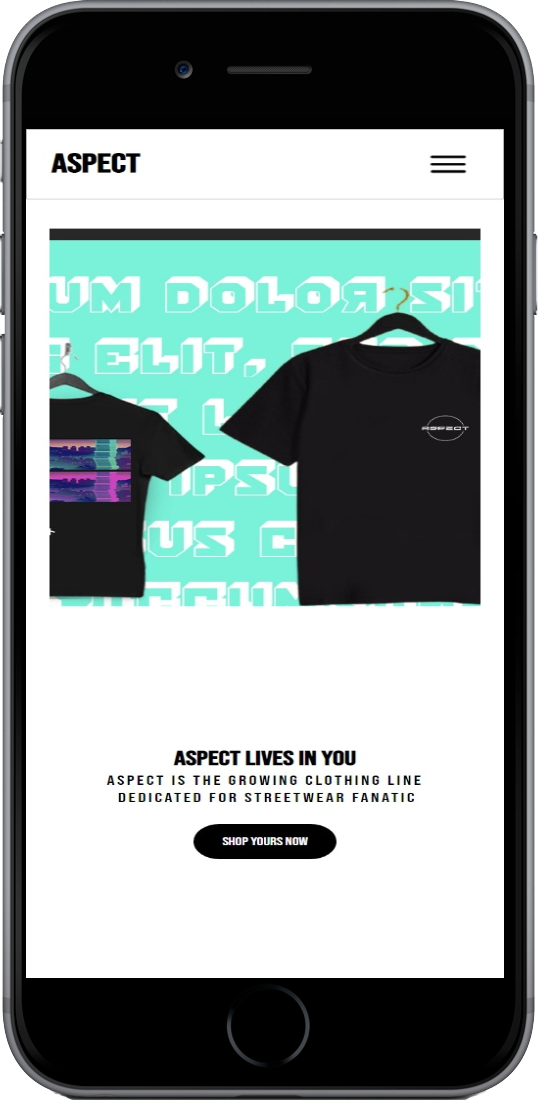 ASPECT
UM DOLOR SIT
ELIT,
ASPECT
IPSU
US C
ASPECT LIVES IN YOU
ASPECT IS THE GROWING CLOTHING LINE
DEDICATED FOR STREETWEAR FANATIC
SHOP YOURS NOW